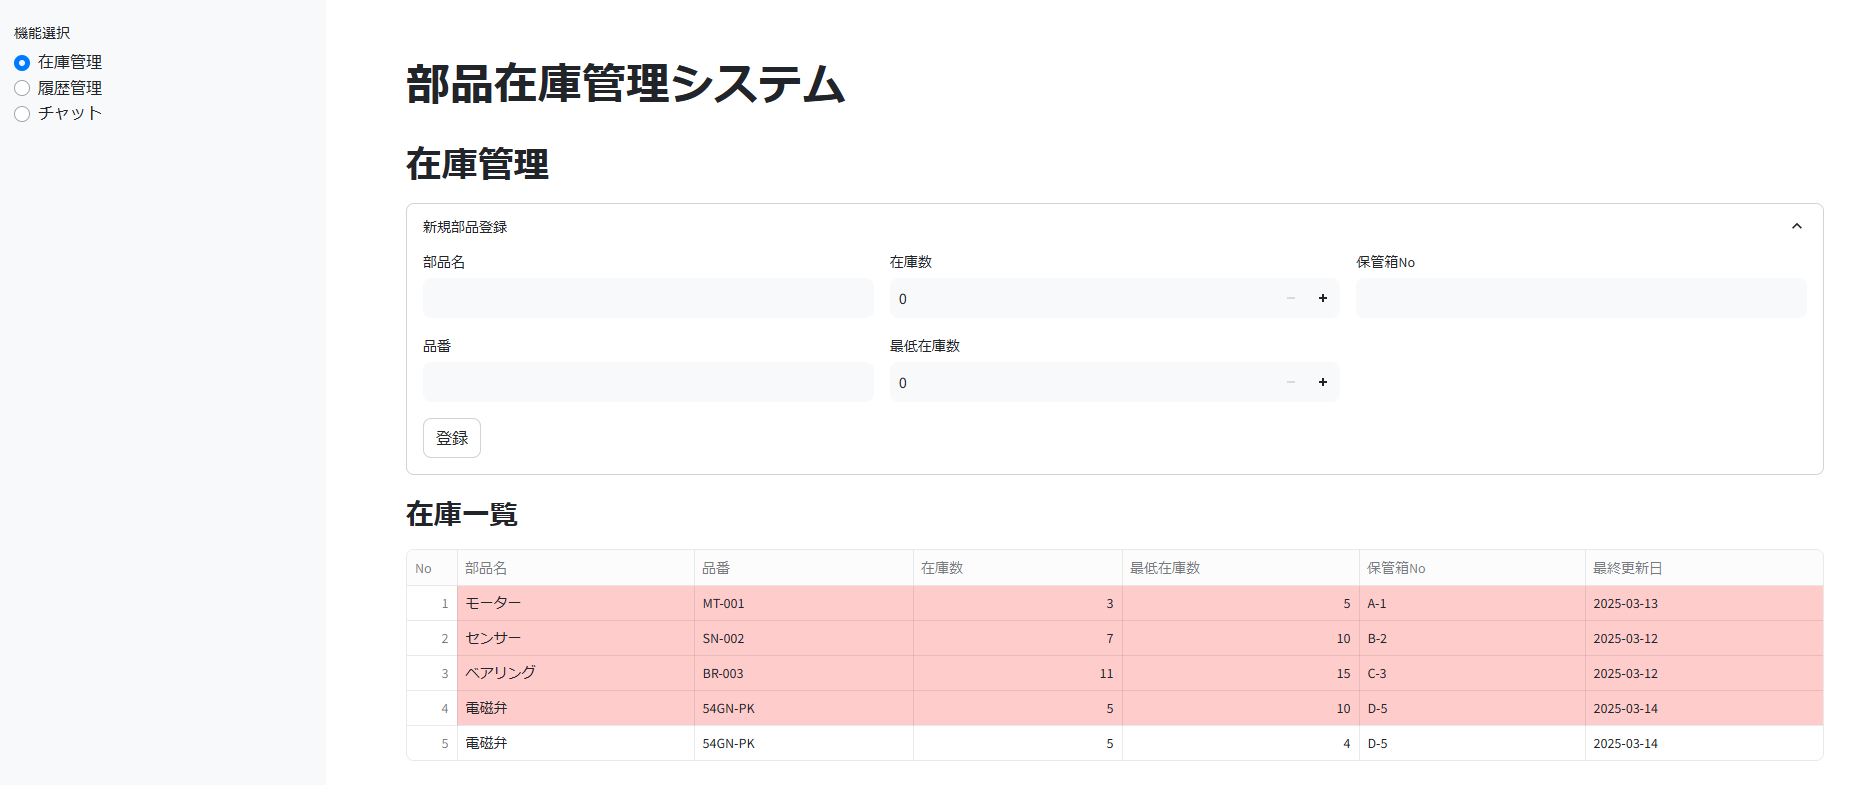 機能選択
在庫管理
履歴管理
チャット
部品在庫管理システム
在庫管理
新規部品登録
部品名 在庫数 保管箱No
0
品番 最低在庫数
0
登録
在庫一覧
No 部品名 品番 在庫数 最低在庫数 保管箱No 最終更新日
1 モーター MT-001 3 5 A-1 2025-03-13
2 センサー SN-002 7 10 B-2 2025-03-12
3 ベアリング BR-003 11 15 C-3 2025-03-12
4 電磁弁 54GN-PK 5 10 D-5 2025-03-14
5 電磁弁 54GN-PK 5 4 D-5 2025-03-14